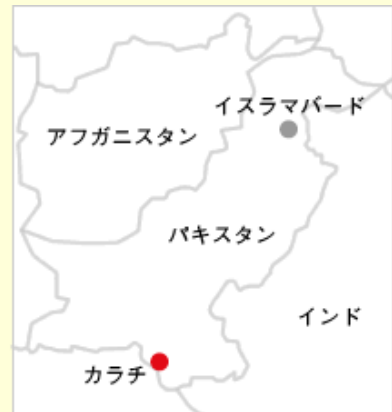 イスラマバード
アフガニスタン
パキスタン
インド
カラチ